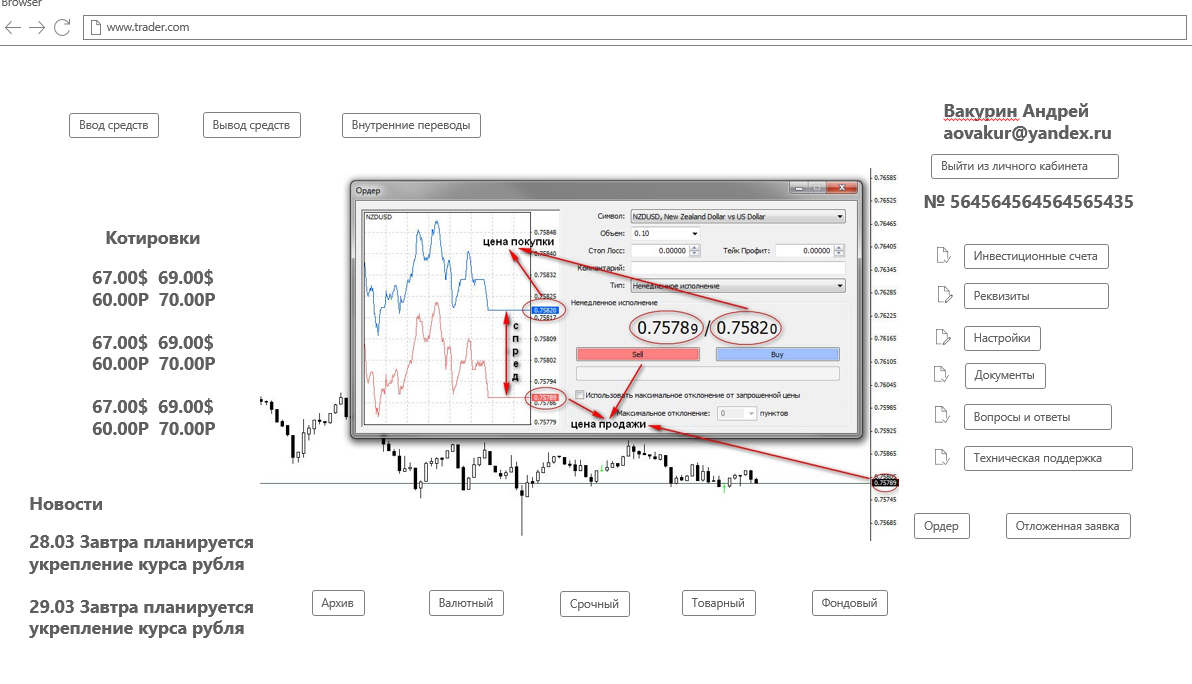 Browser
www.trader.com
Ввод средств
Вывод средств
Внутренние переводы
Вакурин Андрей
aovakur@yandex.ru
Выйти из личного кабинета
№ 564564564564565435
Котировки
67.00$ 69.00$
60.00Р 70.00Р
67.00$ 69.00$
60.00Р 70.00Р
67.00$ 69.00$
60.00Р 70.00Р
Ордер
NZDUSD
цена покупки
0.75848
0.75840
0.75832
0.75825
0.75820
0.75817
0.75809
0.75802
0.75794
0.75789
0.75786
0.75779
спред
Символ: NZDUSD, New Zealand Dollar vs US Dollar
Объем: 0.10
Стоп Лосс: 0.00000 Тейк Профит: 0.00000
Комментарий:
Тип: Немедленное исполнение
Немедленное исполнение
0.75789 / 0.75820
Sell
Buy
Использовать максимальное отклонение от запрошенной цены
Максимальное отклонение: 0 пунктов
цена продажи
0.76585
0.76525
0.76465
0.76405
0.76345
0.76285
0.76225
0.76165
0.76105
0.76045
0.75985
0.75925
0.75865
0.75805
0.75789
0.75745
0.75685
Инвестиционные счета
Реквизиты
Настройки
Документы
Вопросы и ответы
Техническая поддержка
Ордер
Отложенная заявка
Новости
28.03 Завтра планируется
укрепление курса рубля
29.03 Завтра планируется
укрепление курса рубля
Архив
Валютный
Срочный
Товарный
Фондовый